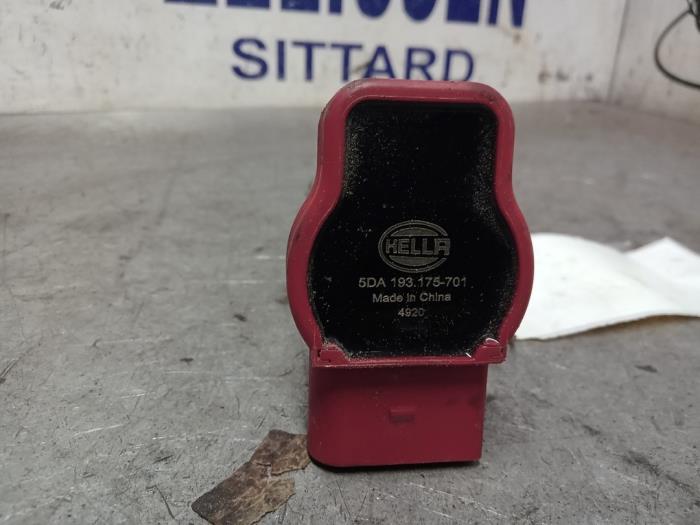 SITTARD
HELLA
5DA 193.175-701
Made in China
4920